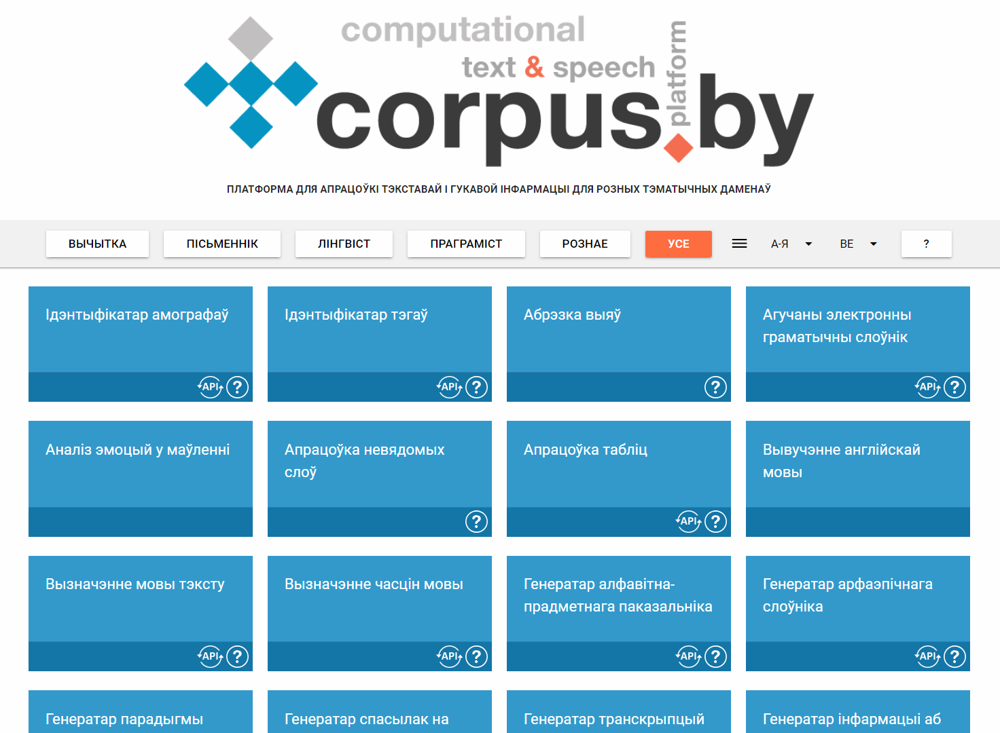 computational
text & speech
platform
corpus.by
ПЛАТФОРМА ДЛЯ АПРАЦОЎКІ ТЭКСТАВАЙ І ГУКАВОЙ ІНФАРМАЦЫІ ДЛЯ РОЗНЫХ ТЭМАТЫЧНЫХ ДАМЕНАЎ
ВЫЧЫТКА ПІСЬМЕННІК ЛІНГВІСТ ПРАГРАМІСТ РОЗНАЕ УСЕ А-Я BE ?
Ідэнтыфікатар амографаў
API ?
Ідэнтыфікатар тэгаў
API ?
Абрэзка выяў
?
Агучаны электронны
граматычны слоўнік
API ?
Аналіз эмоцый у маўленні
Апрацоўка невядомых
слоў
?
Апрацоўка табліц
API ?
Вывучэнне англійскай
мовы
Вызначэнне мовы тэксту
API ?
Вызначэнне часцін мовы
API ?
Генератар алфавітна-
прадметнага паказальніка
API ?
Генератар арфаэпічнага
слоўніка
API ?
Генератар парадыгмы
Генератар спасылак на
Генератар транскрыпцый
Генератар інфармацыі аб